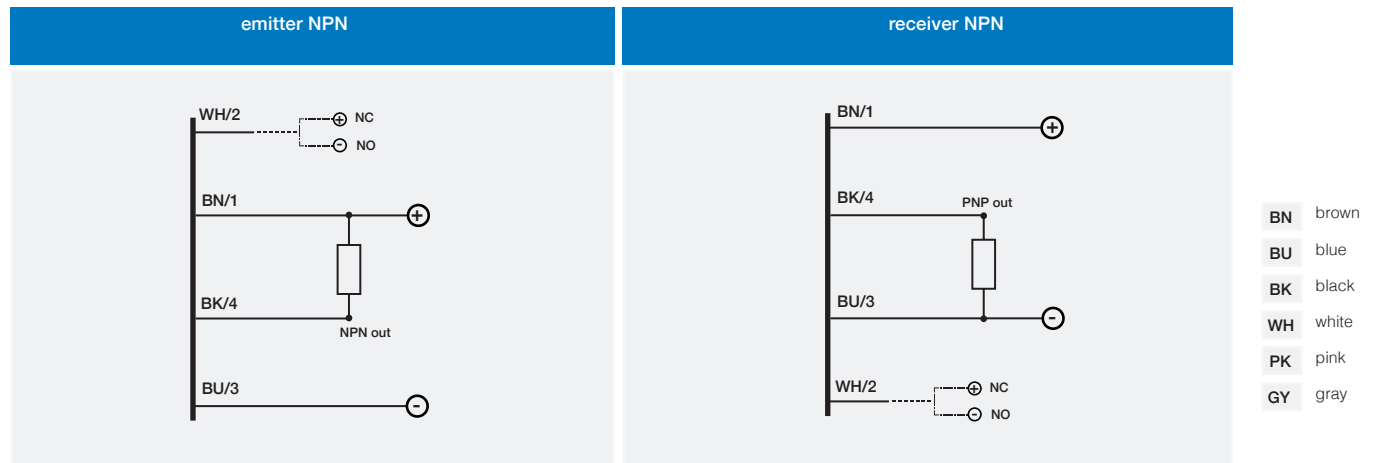 emitter NPN
WH/2
+ NC
- NO
BN/1
+
BK/4
NPN out
BU/3
-
receiver NPN
BN/1
+
BK/4
PNP out
BU/3
-
WH/2
+ NC
- NO
BN brown
BU blue
BK black
WH white
PK pink
GY gray